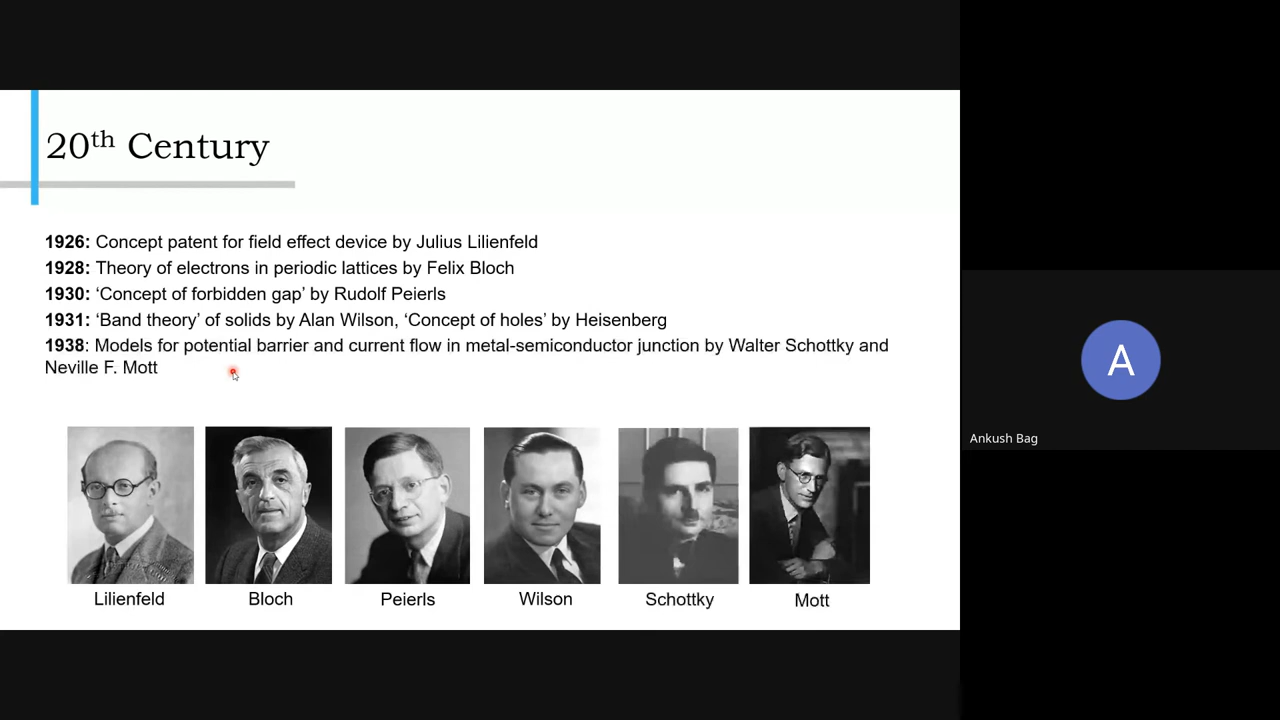 20th Century
1926: Concept patent for field effect device by Julius Lilienfeld
1928: Theory of electrons in periodic lattices by Felix Bloch
1930: ‘Concept of forbidden gap’ by Rudolf Peierls
1931: ‘Band theory’ of solids by Alan Wilson, ‘Concept of holes’ by Heisenberg
1938: Models for potential barrier and current flow in metal-semiconductor junction by Walter Schottky and
Neville F. Mott
Lilienfeld
Bloch
Peierls
Wilson
Schottky
Mott
A
Ankush Bag